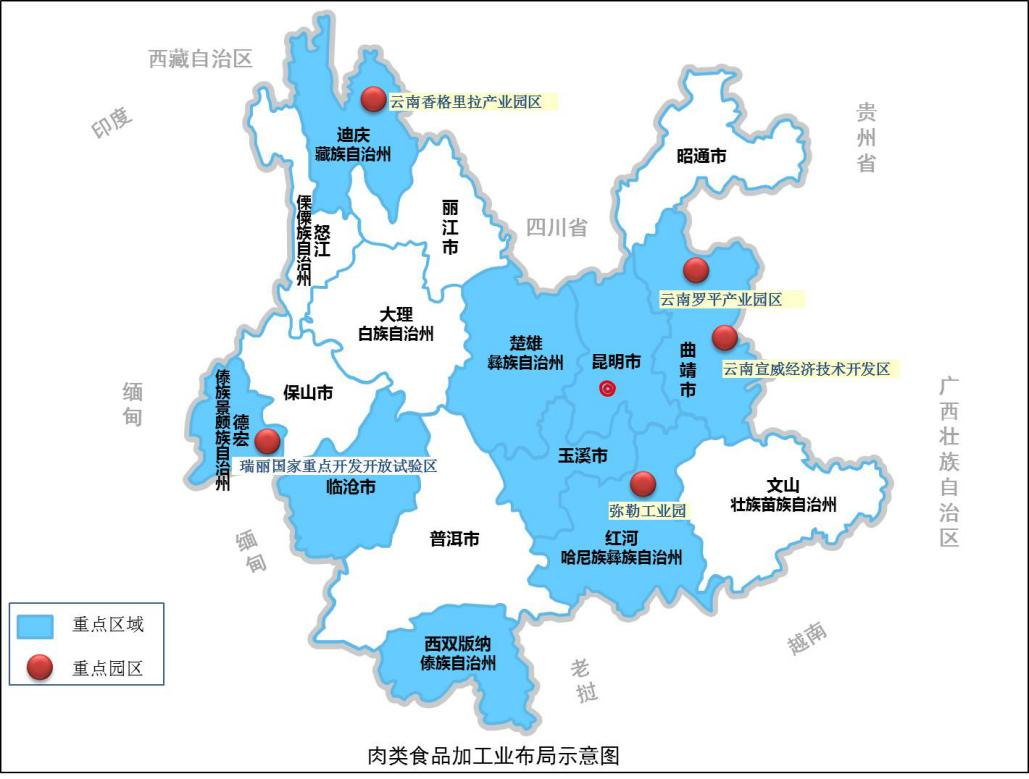 西藏自治区
云南香格里拉产业园区
印度
贵州省
迪庆
藏族自治州
昭通市
丽江市
四川省
怒江
傈僳族自治州
云南罗平产业园区
大理
白族自治州
楚雄
彝族自治州
昆明市
曲靖市
云南宣威经济技术开发区
缅甸
傣族景颇族自治州
德宏
保山市
广西壮族自治区
瑞丽国家重点开发开放试验区
临沧市
玉溪市
文山
壮族苗族自治州
弥勒工业园
缅甸
普洱市
红河
哈尼族彝族自治州
重点区域
重点园区
西双版纳
傣族自治州
老挝
越南
肉类食品加工业布局示意图